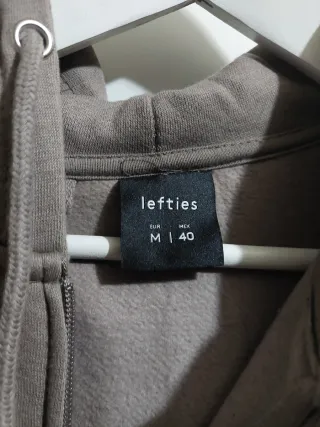 lefties
EUR MEX
M | 40